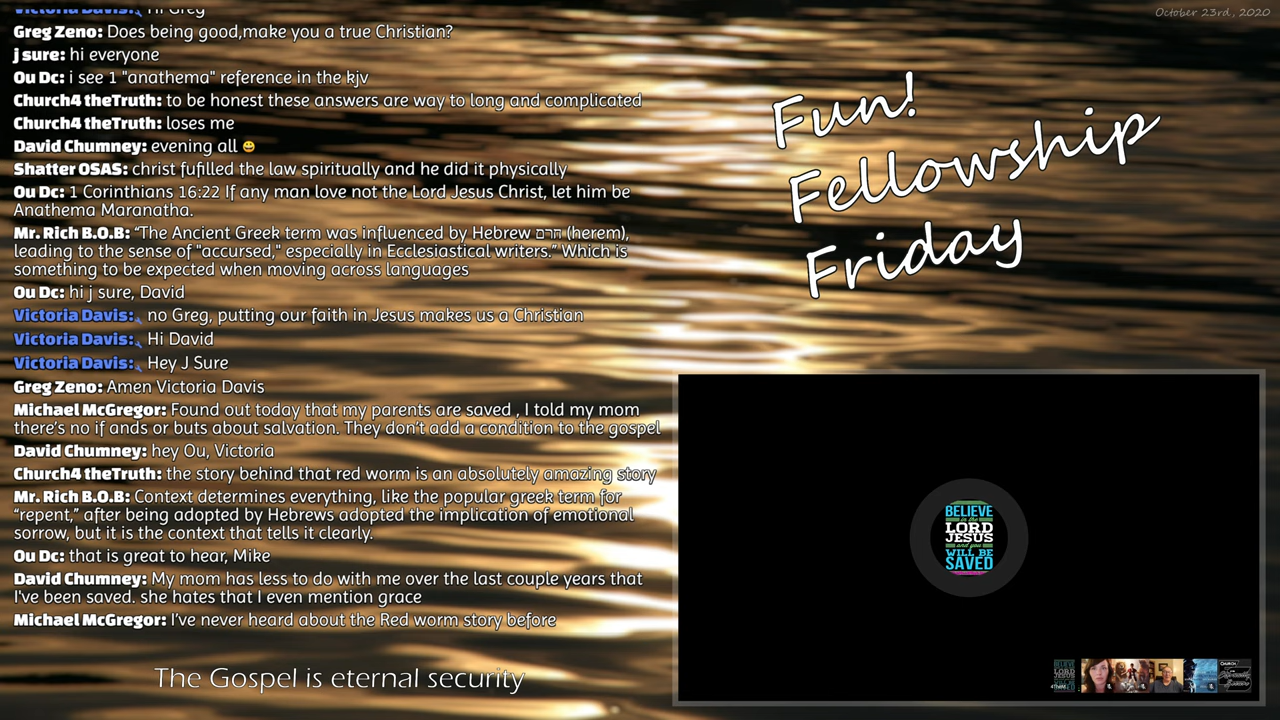 Victoria Davis: Hi Greg
Greg Zeno: Does being good,make you a true Christian?
j sure: hi everyone
Ou Dc: i see 1 "anathema" reference in the kjv
Church4 theTruth: to be honest these answers are way to long and complicated
Church4 theTruth: loses me
David Chumney: evening all 😀
Shatter OSAS: christ fufilled the law spiritually and he did it physically
Ou Dc: 1 Corinthians 16:22 If any man love not the Lord Jesus Christ, let him be
Anathema Maranatha.
Mr. Rich B.O.B: “The Ancient Greek term was influenced by Hebrew חרם (herem),
leading to the sense of "accursed," especially in Ecclesiastical writers.” Which is
something to be expected when moving across languages
Ou Dc: hi j sure, David
Victoria Davis: no Greg, putting our faith in Jesus makes us a Christian
Victoria Davis: Hi David
Victoria Davis: Hey J Sure
Greg Zeno: Amen Victoria Davis
Michael McGregor: Found out today that my parents are saved , I told my mom
there’s no if ands or buts about salvation. They don’t add a condition to the gospel
David Chumney: hey Ou, Victoria
Church4 theTruth: the story behind that red worm is an absolutely amazing story
Mr. Rich B.O.B: Context determines everything, like the popular greek term for
“repent,” after being adopted by Hebrews adopted the implication of emotional
sorrow, but it is the context that tells it clearly.
Ou Dc: that is great to hear, Mike
David Chumney: My mom has less to do with me over the last couple years that
I've been saved. she hates that I even mention grace
Michael McGregor: I’ve never heard about the Red worm story before
The Gospel is eternal security
October 23rd, 2020
Fun!
Fellowship
Friday
BELIEVE
in the
LORD
JESUS
and you
WILL BE
SAVED